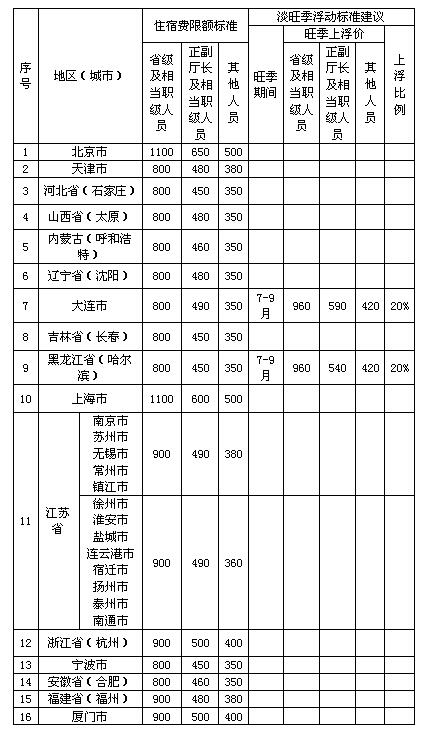 序号 地区（城市） 住宿费限额标准 淡旺季浮动标准建议
旺季期间 旺季上浮价 上浮比例
省级及相当职级人员 正副厅长及相当职级人员 其他人员 省级及相当职级人员 正副厅长及相当职级人员 其他人员
1 北京市 1100 650 500
2 天津市 800 480 380
3 河北省（石家庄） 800 450 350
4 山西省（太原） 800 480 350
5 内蒙古（呼和浩特） 800 460 350
6 辽宁省（沈阳） 800 480 350
7 大连市 800 490 350 7-9月 960 590 420 20%
8 吉林省（长春） 800 450 350
9 黑龙江省（哈尔滨） 800 450 350 7-9月 960 540 420 20%
10 上海市 1100 600 500
11 江苏省
南京市
苏州市
无锡市 900 490 380
常州市
镇江市
徐州市
淮安市
盐城市
连云港市 900 490 360
宿迁市
扬州市
泰州市
南通市
12 浙江省（杭州） 900 500 400
13 宁波市 800 450 350
14 安徽省（合肥） 800 460 350
15 福建省（福州） 900 480 380
16 厦门市 900 500 400